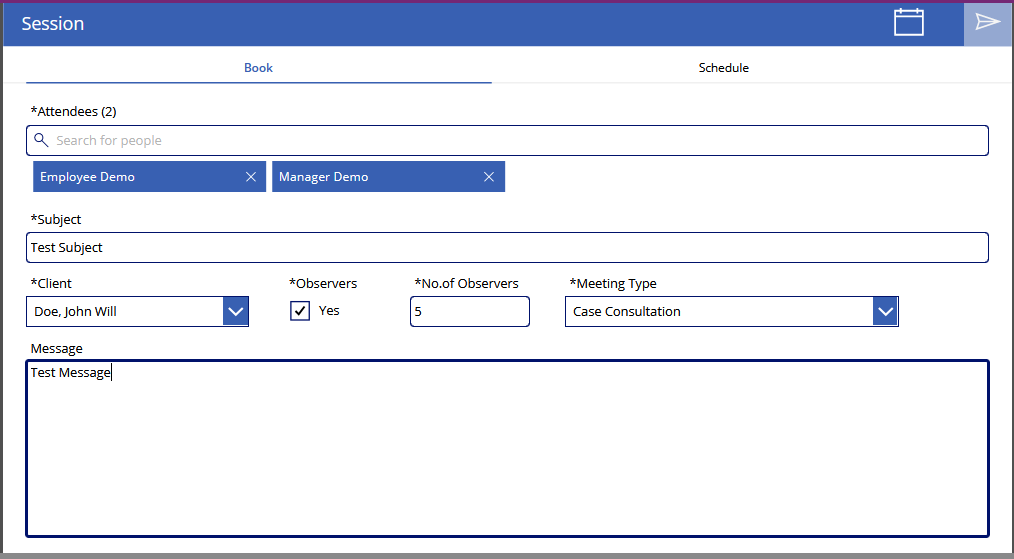 Session
Book Schedule
*Attendees (2)
Search for people
Employee Demo Manager Demo
*Subject
Test Subject
*Client *Observers *No.of Observers *Meeting Type
Doe, John Will Yes 5 Case Consultation
Message
Test Message